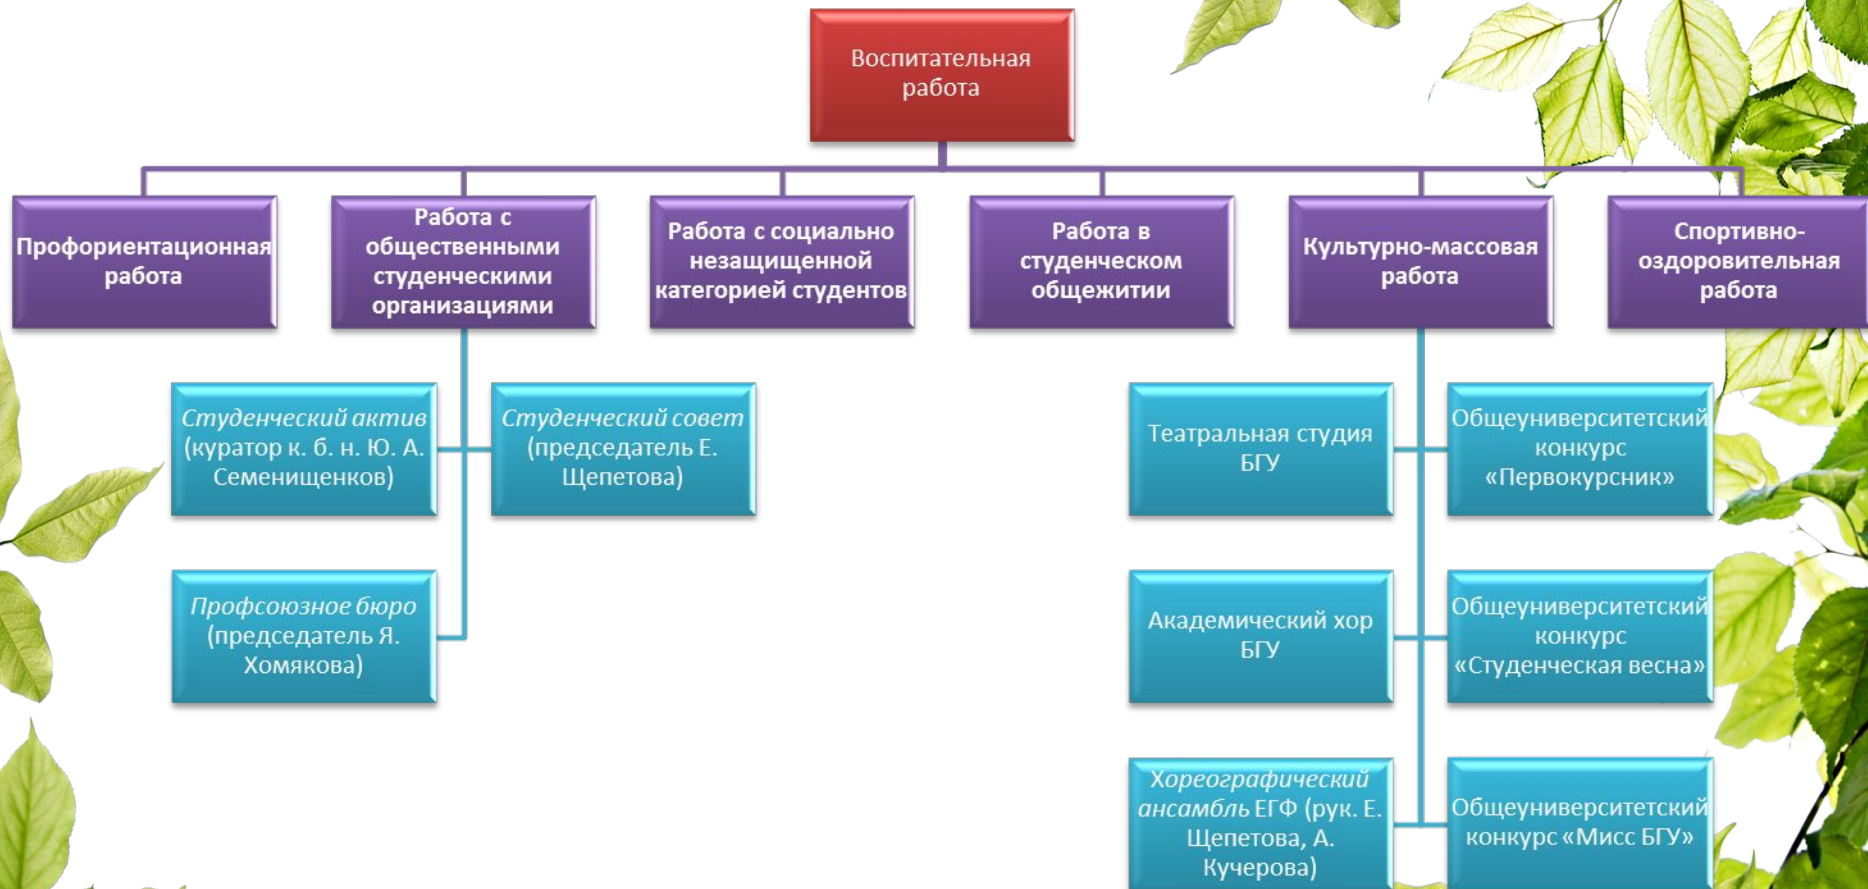 Воспитательная
работа
Профориентационная
работа
Работа с
общественными
студенческими
организациями
Работа с социально
незащищенной
категорией студентов
Работа в
студенческом
общежитии
Культурно-массовая
работа
Спортивно-
оздоровительная
работа
Студенческий актив
(куратор к. б. н. Ю. А.
Семенищенков)
Студенческий совет
(председатель Е.
Щепетова)
Профсоюзное бюро
(председатель Я.
Хомякова)
Театральная студия
БГУ
Общеуниверситетский
конкурс
«Первокурсник»
Академический хор
БГУ
Общеуниверситетский
конкурс
«Студенческая весна»
Хореографический
ансамбль ЕГФ (рук. Е.
Щепетова, А.
Кучерова)
Общеуниверситетский
конкурс «Мисс БГУ»